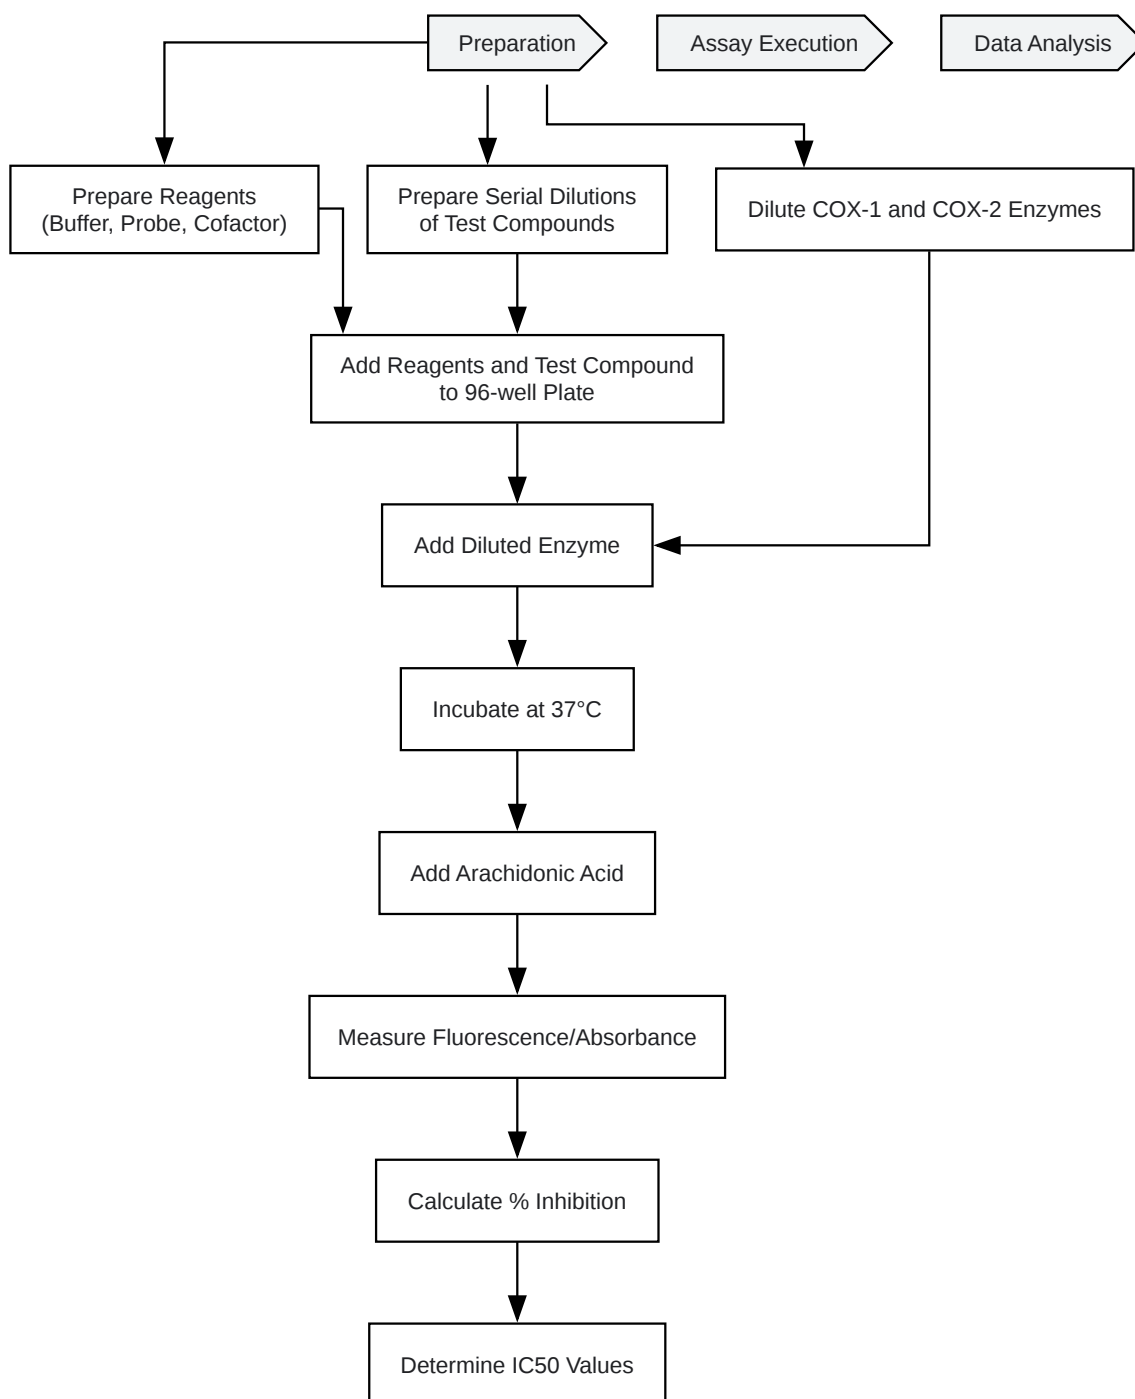 Preparation
Assay Execution
Data Analysis
Prepare Reagents
(Buffer, Probe, Cofactor)
Prepare Serial Dilutions
of Test Compounds
Dilute COX-1 and COX-2 Enzymes
Add Reagents and Test Compound
to 96-well Plate
Add Diluted Enzyme
Incubate at 37°C
Add Arachidonic Acid
Measure Fluorescence/Absorbance
Calculate % Inhibition
Determine IC50 Values